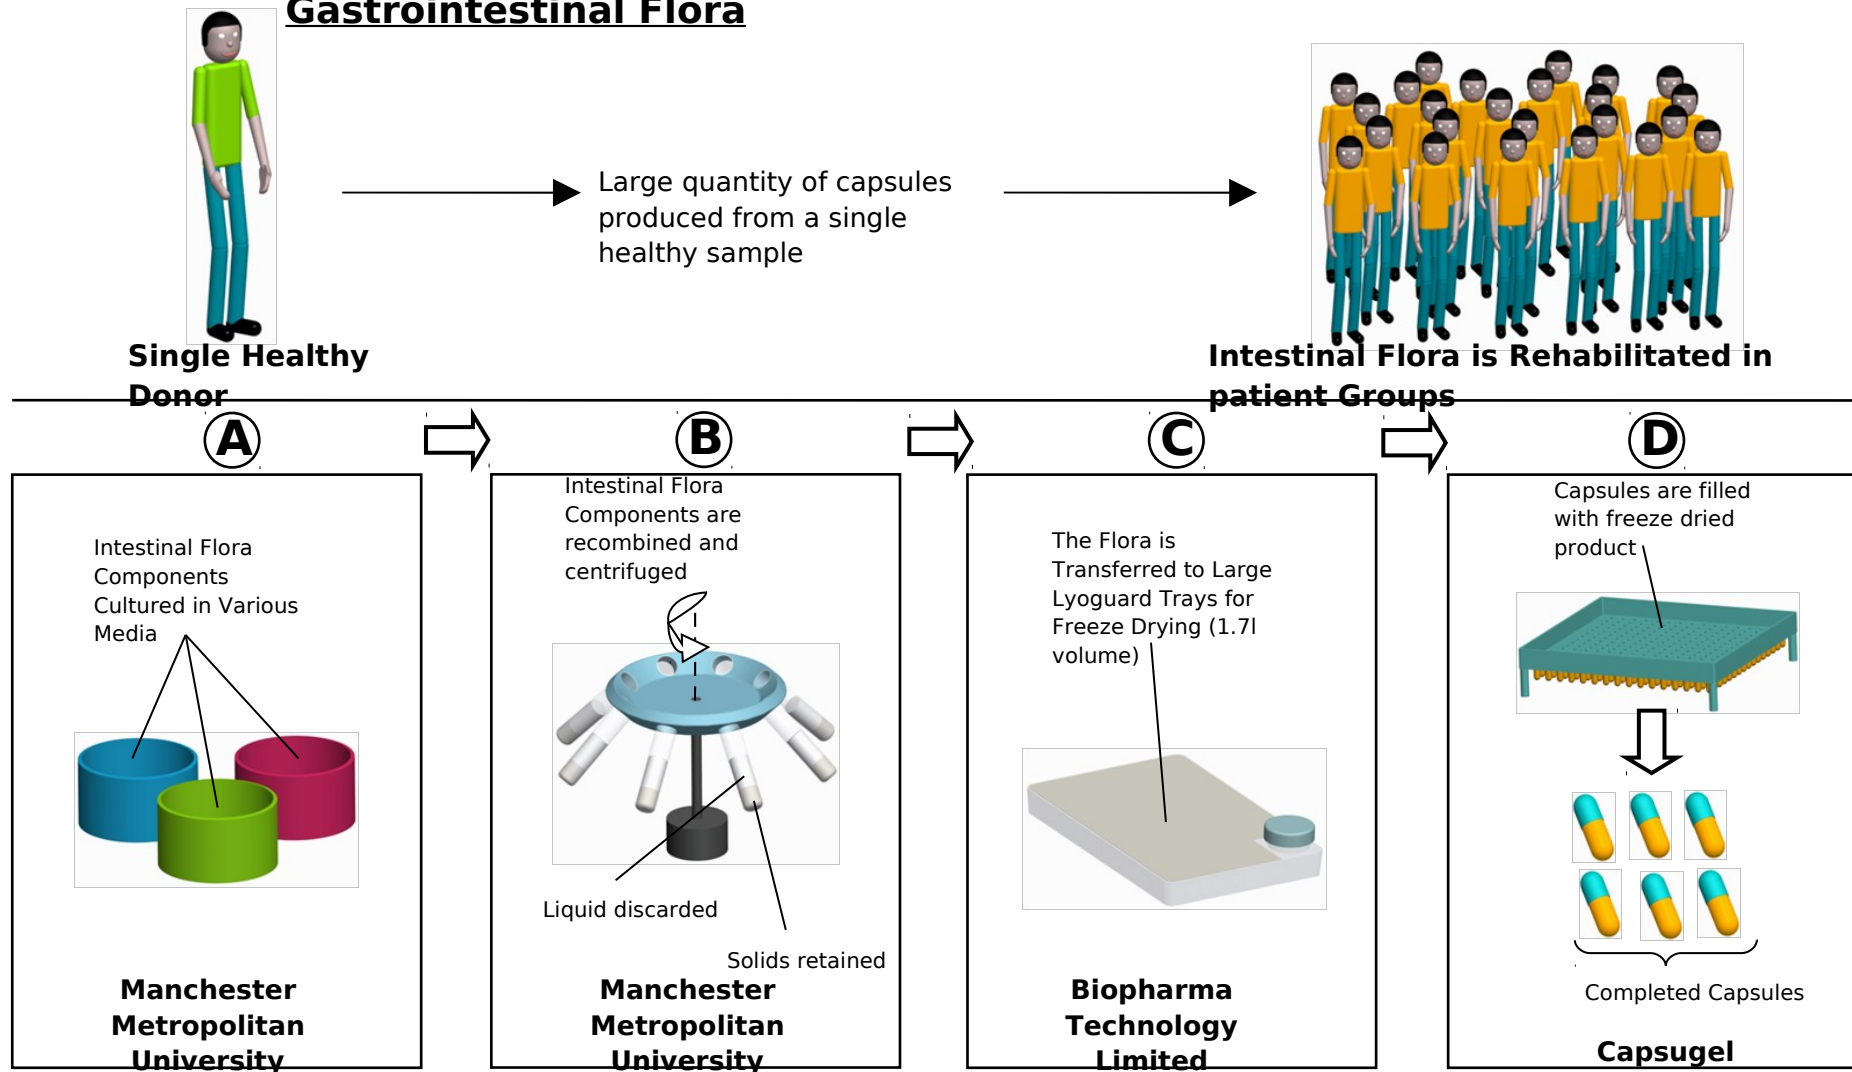 Gastrointestinal Flora
Large quantity of capsules
produced from a single
healthy sample
Single Healthy
Donor
Intestinal Flora is Rehabilitated in
patient Groups
A
B
C
D
Intestinal Flora
Components
Cultured in Various
Media
Manchester
Metropolitan
University
Intestinal Flora
Components are
recombined and
centrifuged
Liquid discarded
Solids retained
Manchester
Metropolitan
University
The Flora is
Transferred to Large
Lyoguard Trays for
Freeze Drying (1.7l
volume)
Biopharma
Technology
Limited
Capsules are filled
with freeze dried
product
Completed Capsules
Capsugel